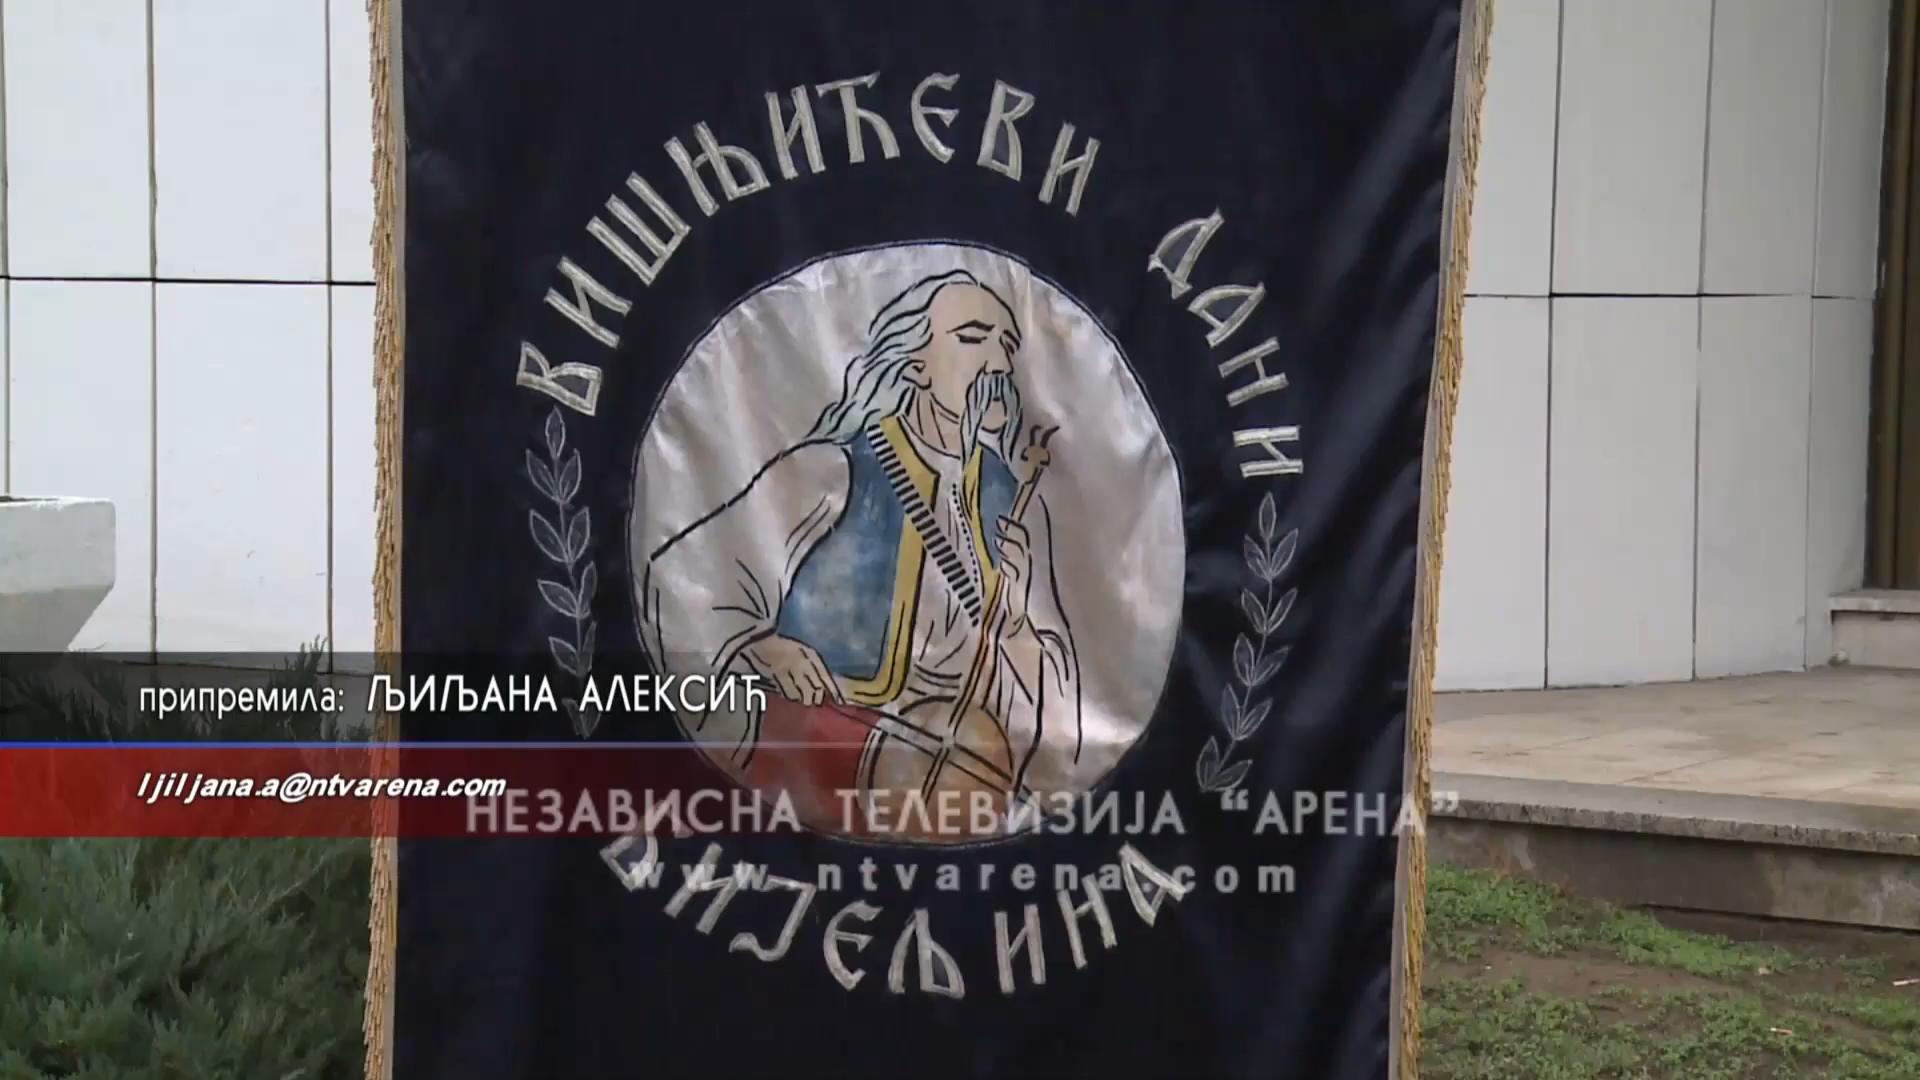 ВИШЊИЋЕВИ ДАНИ
припремила: ЉИЉАНА АЛЕКСИЋ
ljiljana.a@ntvarena.com
НЕЗАВИСНА ТЕЛЕВИЗИЈА “АРЕНА”
www.ntvarena.com
БИЈЕЉИНА